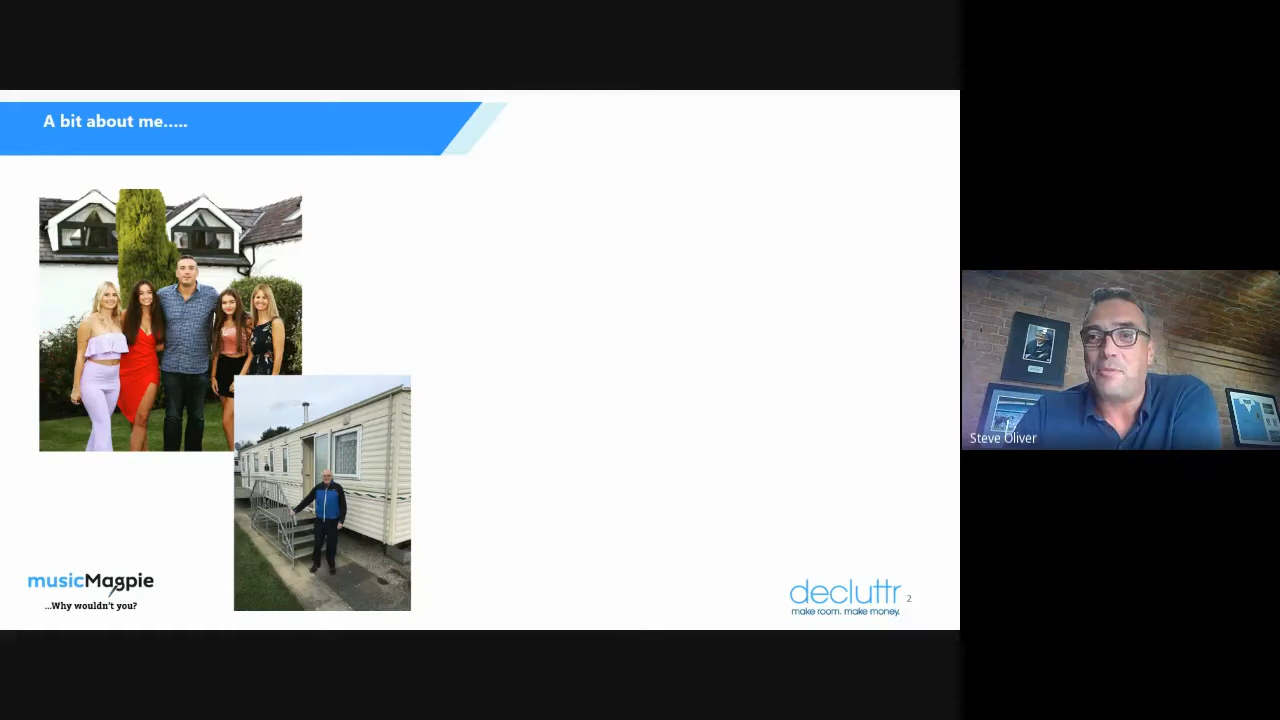 A bit about me.....
musicMagpie
...Why wouldn't you?
decluttr
make room. make money.
2
Steve Oliver